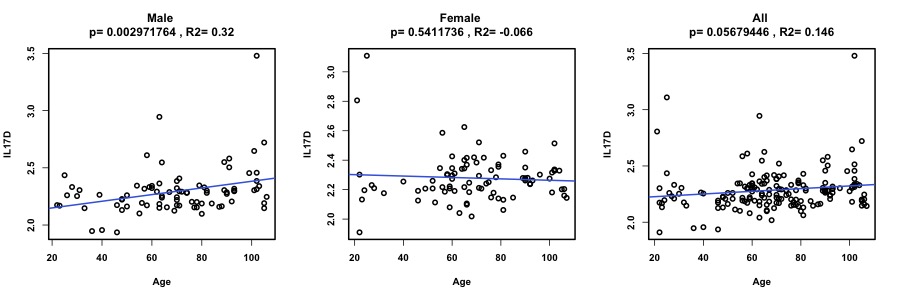 Male
p= 0.002971764 , R2= 0.32
IL17D
3.5
3.0
2.5
2.0
20 40 60 80 100
Age
Female
p= 0.5411736 , R2= -0.066
IL17D
3.0
2.8
2.6
2.4
2.2
2.0
20 40 60 80 100
Age
All
p= 0.05679446 , R2= 0.146
IL17D
3.5
3.0
2.5
2.0
20 40 60 80 100
Age